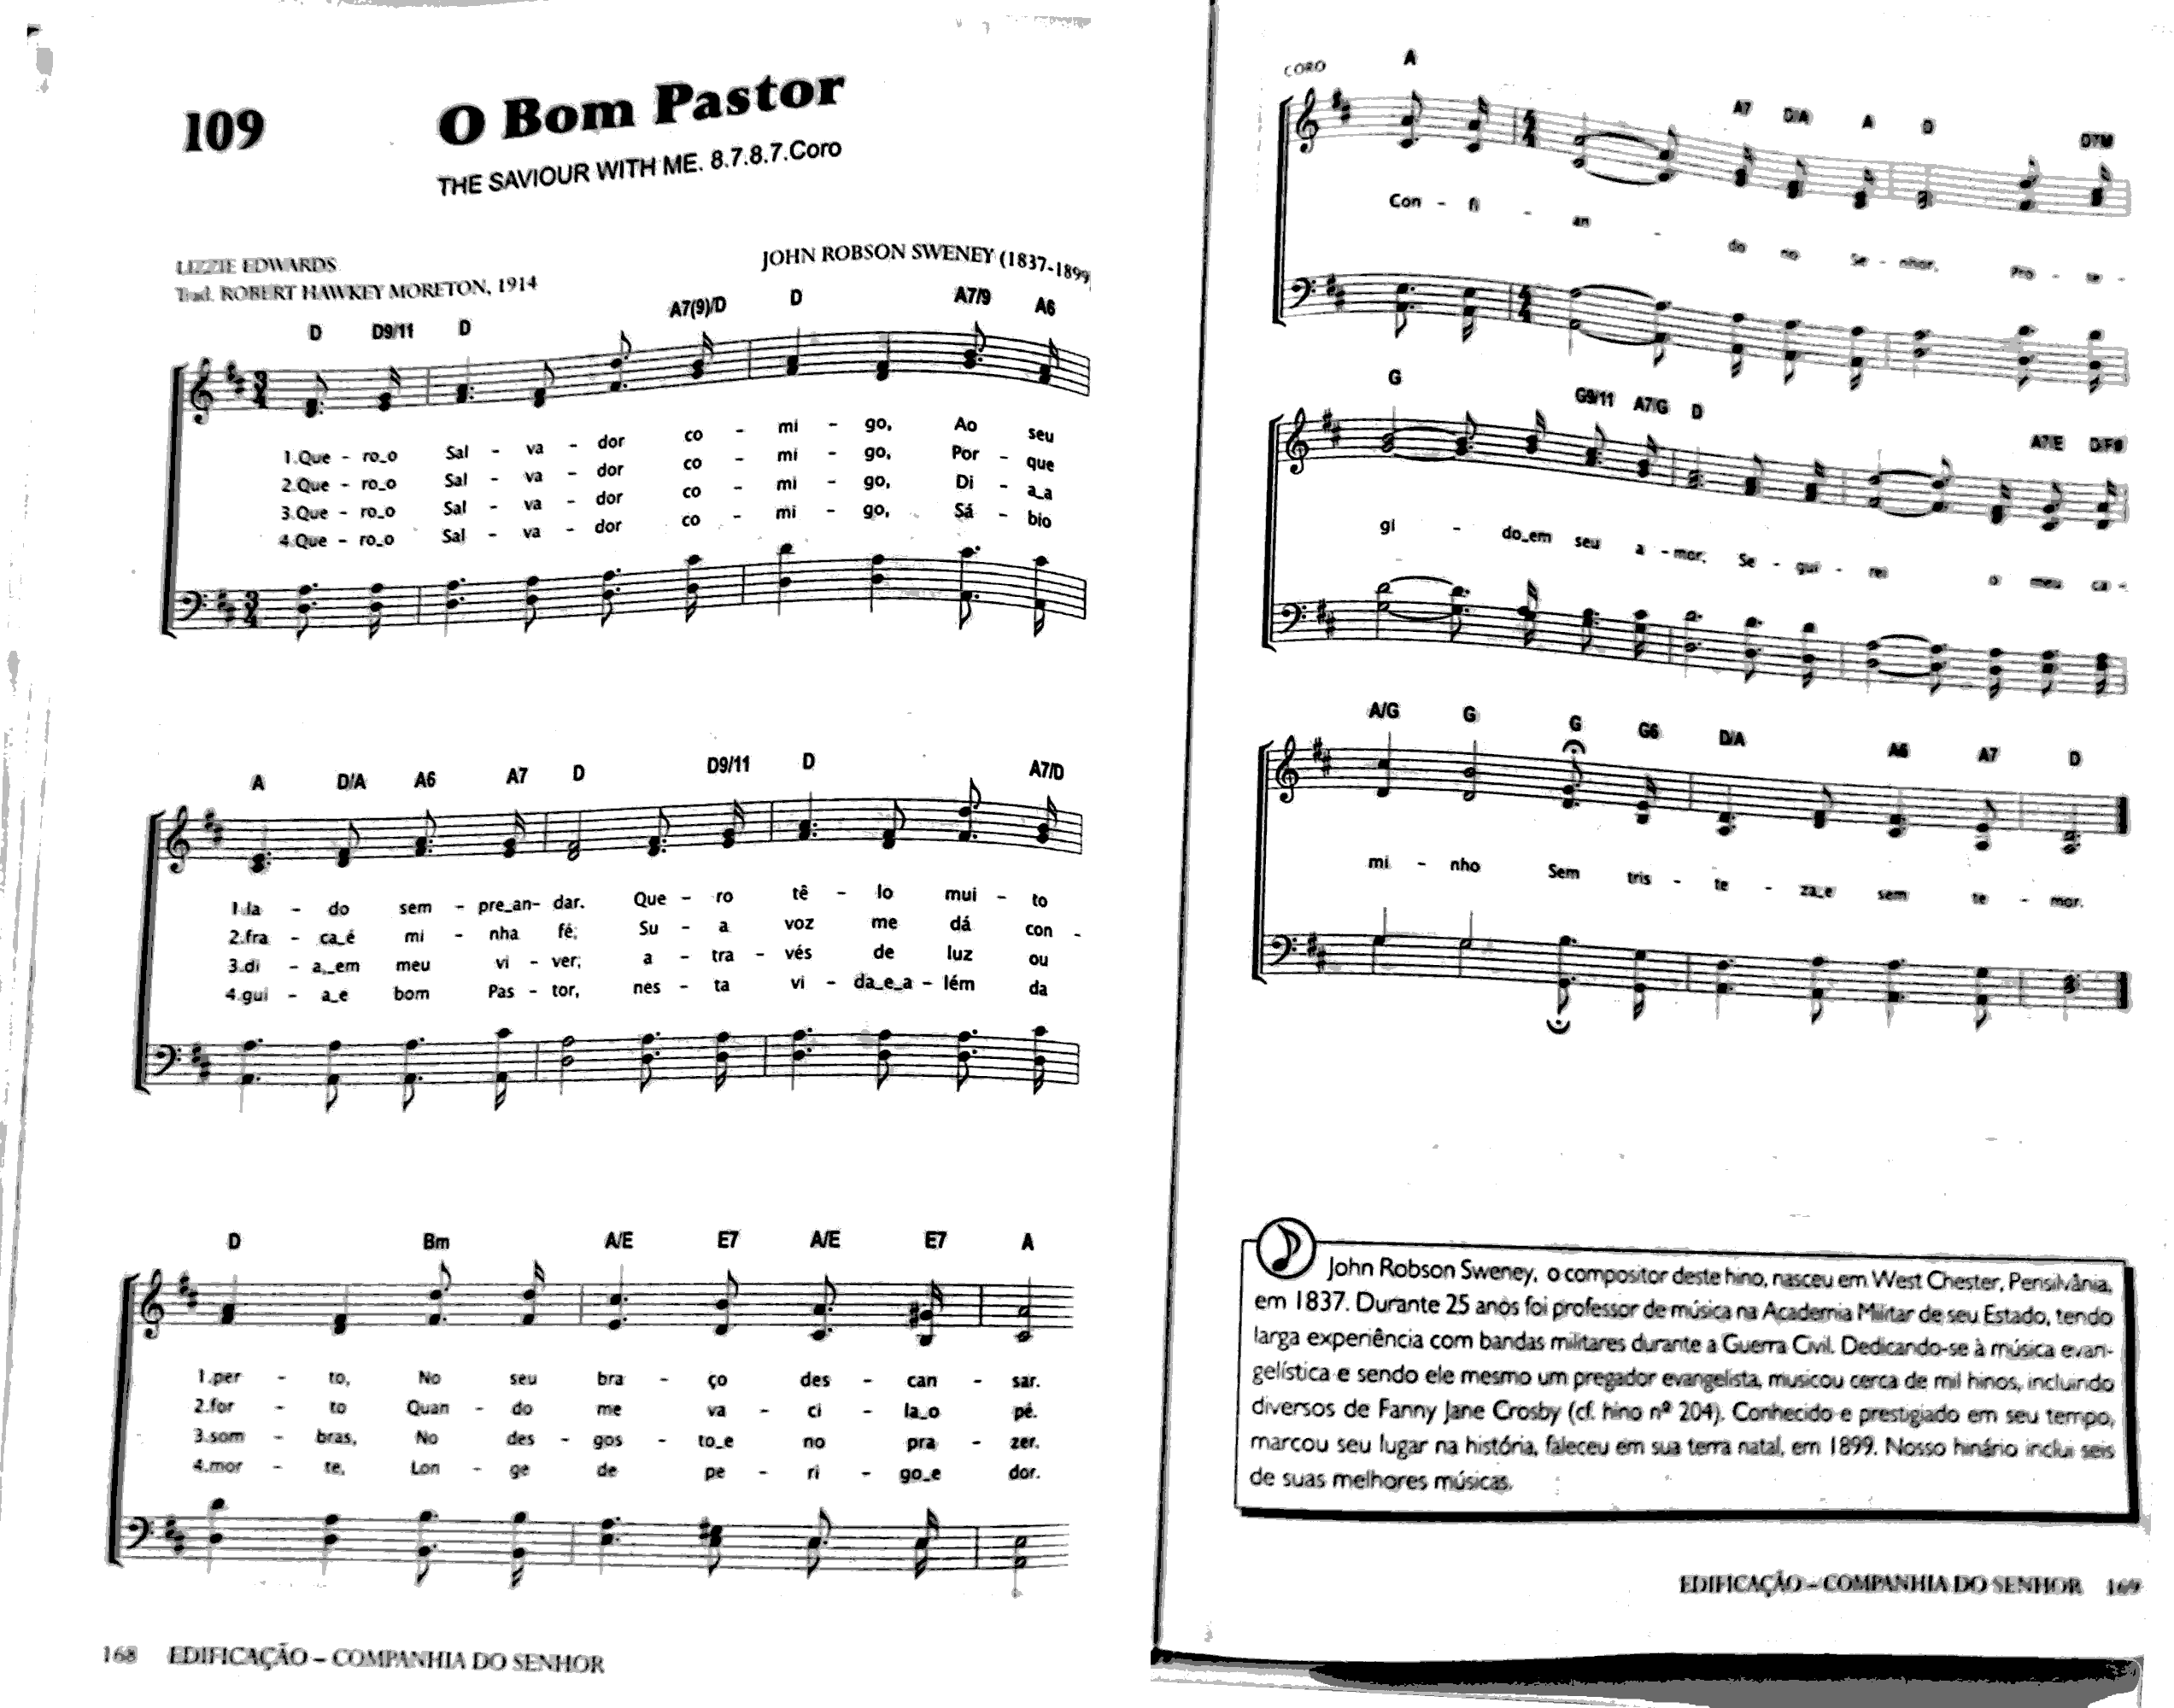 109
O Bom Pastor
THE SAVIOUR WITH ME. 8.7.8.7.Coro
LIZZIE EDWARDS
Trad. ROBERT HAWKEY MORETON, 1914
JOHN ROBSON SWENEY (1837-1899
D D9/11 D A7(9)/D D A7/9 A6
1.Que - ro_o Sal - va - dor co - mi - go, Ao seu
2.Que - ro_o Sal - va - dor co - mi - go, Por - que
3.Que - ro_o Sal - va - dor co - mi - go, Di - a_a
4.Que - ro_o Sal - va - dor co - mi - go, Sá - bio
A D/A A6 A7 D D9/11 D A7/D
1.la - do sem - pre_an- dar. Que - ro tê - lo mui - to
2.fra - ca_é mi - nha fé; Su - a voz me dá con -
3.di - a,_em meu vi - ver; a - tra - vés de luz ou
4.gui - a_e bom Pas - tor, nes - ta vi - da_e_a - lém da
D Bm A/E E7 A/E E7 A
1.per - to, No seu bra - ço des - can - sar.
2.for - to Quan - do me va - ci - la_o pé.
3.som - bras, No des - gos - to_e no pra - zer.
4.mor - te, Lon - ge de pe - ri - go_e dor.
168 EDIFICAÇÃO – COMPANHIA DO SENHOR
CORO
A A7 D/A A D D7M
Con - fi - an - do no Se - nhor, Pro - te -
G G9/11 A7/G D A7/E D/F#
gi - do_em seu a - mor, Se - gui - rei o meu ca -
A/G G G G6 D/A A6 A7 D
mi - nho Sem tris - te - za_e sem te - mor.
John Robson Sweney, o compositor deste hino, nasceu em West Chester, Pensilvânia,
em 1837. Durante 25 anos foi professor de música na Academia Militar de seu Estado, tendo
larga experiência com bandas militares durante a Guerra Civil. Dedicando-se à música evan-
gelística e sendo ele mesmo um pregador evangelista, musicou cerca de mil hinos, incluindo
diversos de Fanny Jane Crosby (cf. hino nº 204). Conhecido e prestigiado em seu tempo,
marcou seu lugar na história, faleceu em sua terra natal, em 1899. Nosso hinário inclui seis
de suas melhores músicas.
EDIFICAÇÃO – COMPANHIA DO SENHOR 169